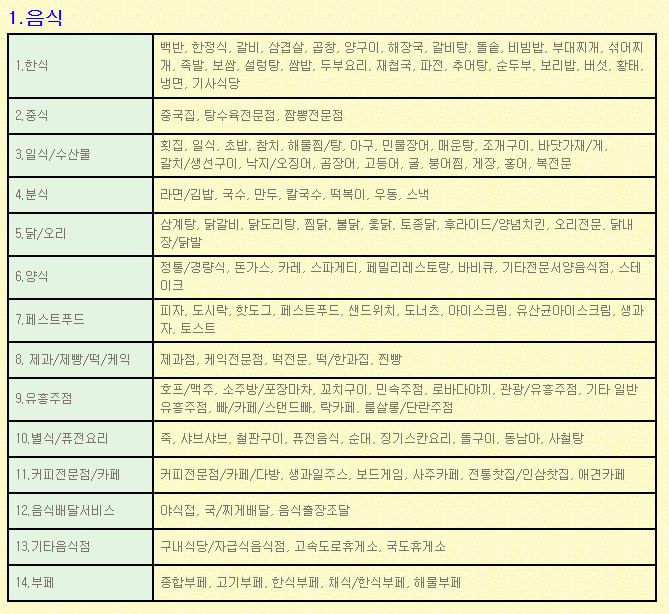 1.음식
1.한식
백반, 한정식, 갈비, 삼겹살, 곱창, 양구이, 해장국, 갈비탕, 돌솥, 비빔밥, 부대찌개, 섞어찌
개, 족발, 보쌈, 설렁탕, 쌈밥, 두부요리, 재첩국, 파전, 추어탕, 순두부, 보리밥, 버섯, 황태,
냉면, 기사식당
2.중식
중국집, 탕수육전문점, 짬뽕전문점
3.일식/수산물
횟집, 일식, 초밥, 참치, 해물찜/탕, 아구, 민물장어, 매운탕, 조개구이, 바닷가재/게,
갈치/생선구이, 낙지/오징어, 곰장어, 고등어, 굴, 붕어찜, 게장, 홍어, 복전문
4.분식
라면/김밥, 국수, 만두, 칼국수, 떡볶이, 우동, 스낵
5.닭/오리
삼계탕, 닭갈비, 닭도리탕, 찜닭, 불닭, 옻닭, 토종닭, 후라이드/양념치킨, 오리전문, 닭내
장/닭발
6.양식
정통/경양식, 돈가스, 카레, 스파게티, 페밀리레스토랑, 바비큐, 기타전문서양음식점, 스테
이크
7.페스트푸드
피자, 도시락, 핫도그, 페스트푸드, 샌드위치, 도너츠, 아이스크림, 유산균아이스크림, 생과
자, 토스트
8. 제과/제빵/떡/케익
제과점, 케익전문점, 떡전문, 떡/한과집, 찐빵
9.유흥주점
호프/맥주, 소주방/포장마차, 꼬치구이, 민속주점, 로바다야끼, 관광/유흥주점, 기타 일반
유흥주점, 빠/카페/스탠드빠, 락카페, 룸살롱/단란주점
10.별식/퓨전요리
죽, 샤브샤브, 철판구이, 퓨전음식, 순대, 징기스칸요리, 돌구이, 동남아, 사철탕
11.커피전문점/카페
커피전문점/카페/다방, 생과일주스, 보드게임, 사주카페, 전통찻집/인삼찻집, 애견카페
12.음식배달서비스
야식접, 국/찌게배달, 음식출장조달
13.기타음식점
구내식당/자급식음식점, 고속도로휴게소, 국도휴게소
14.부페
종합부페, 고기부페, 한식부페, 채식/한식부페, 해물부페